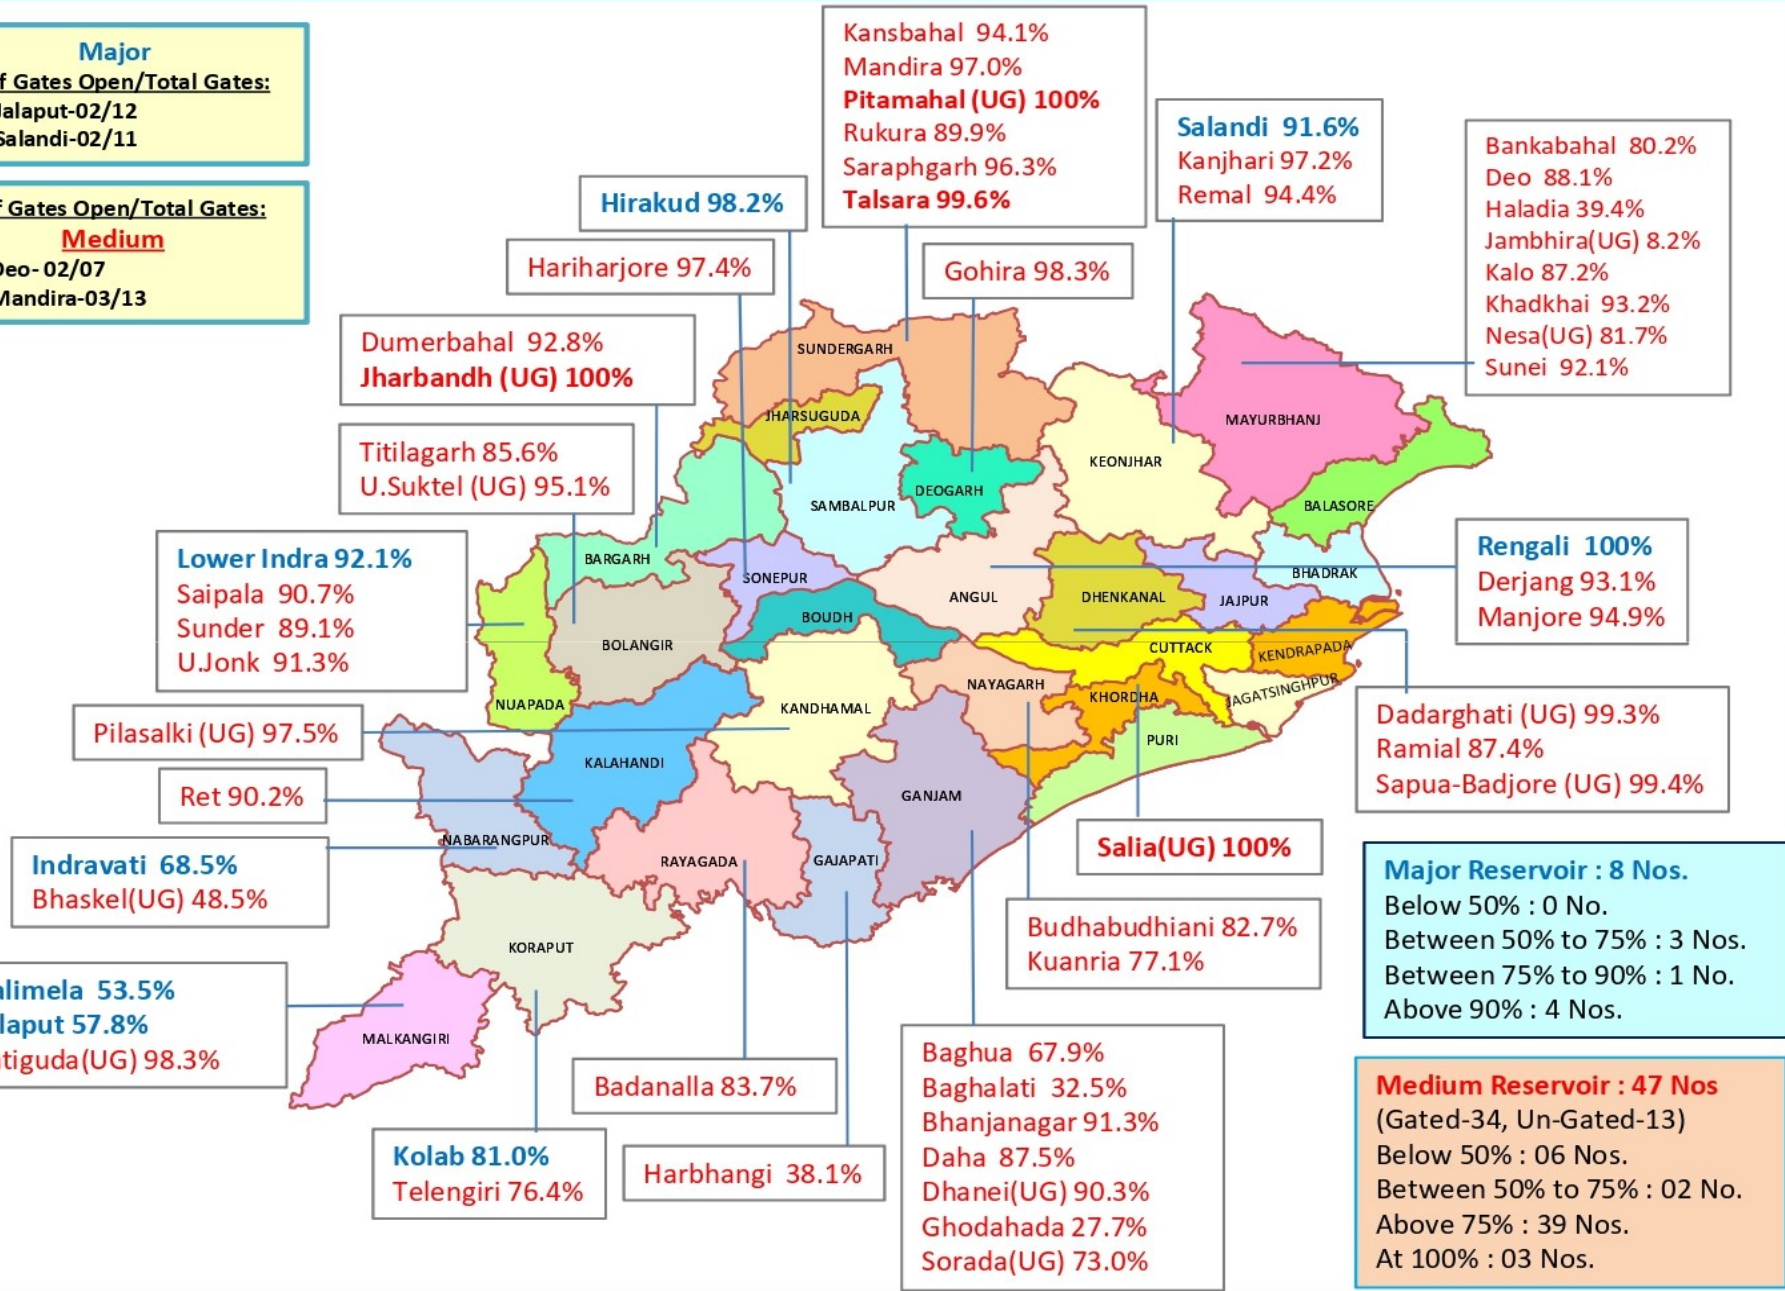 Major
f Gates Open/Total Gates:
Jalaput-02/12
Salandi-02/11
f Gates Open/Total Gates:
Medium
Deo- 02/07
Mandira-03/13
Kansbahal 94.1%
Mandira 97.0%
Pitamahal (UG) 100%
Rukura 89.9%
Saraphgarh 96.3%
Talsara 99.6%
Salandi 91.6%
Kanjhari 97.2%
Remal 94.4%
Bankabahal 80.2%
Deo 88.1%
Haladia 39.4%
Jambhira(UG) 8.2%
Kalo 87.2%
Khadkhai 93.2%
Nesa(UG) 81.7%
Sunei 92.1%
Hirakud 98.2%
Hariharjore 97.4%
Gohira 98.3%
Dumerbahal 92.8%
Jharbandh (UG) 100%
Titilagarh 85.6%
U.Suktel (UG) 95.1%
Lower Indra 92.1%
Saipala 90.7%
Sunder 89.1%
U.Jonk 91.3%
Pilasalki (UG) 97.5%
Ret 90.2%
Indravati 68.5%
Bhaskel(UG) 48.5%
alimela 53.5%
laput 57.8%
tiguda(UG) 98.3%
SUNDERGARH
JHARSUGUDA
SAMBALPUR
DEOGARH
KEONJHAR
MAYURBHANJ
BALASORE
BHADRAK
BARGARH
SONEPUR
BOUDH
ANGUL
DHENKANAL
JAJPUR
BOLANGIR
NUAPADA
CUTTACK
KENDRAPADA
JAGATSINGHPUR
NAYAGARH
KHORDHA
PURI
KANDHAMAL
KALAHANDI
GANJAM
NABARANGPUR
RAYAGADA
GAJAPATI
KORAPUT
MALKANGIRI
Rengali 100%
Derjang 93.1%
Manjore 94.9%
Dadarghati (UG) 99.3%
Ramial 87.4%
Sapua-Badjore (UG) 99.4%
Salia(UG) 100%
Budhabudhiani 82.7%
Kuanria 77.1%
Badanalla 83.7%
Kolab 81.0%
Telengiri 76.4%
Harbhangi 38.1%
Baghua 67.9%
Baghalati 32.5%
Bhanjanagar 91.3%
Daha 87.5%
Dhanei(UG) 90.3%
Ghodahada 27.7%
Sorada(UG) 73.0%
Major Reservoir : 8 Nos.
Below 50% : 0 No.
Between 50% to 75% : 3 Nos.
Between 75% to 90% : 1 No.
Above 90% : 4 Nos.
Medium Reservoir : 47 Nos
(Gated-34, Un-Gated-13)
Below 50% : 06 Nos.
Between 50% to 75% : 02 No.
Above 75% : 39 Nos.
At 100% : 03 Nos.